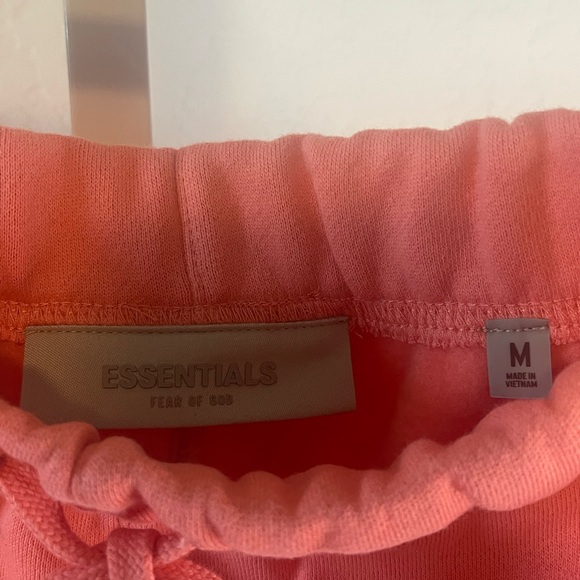 ESSENTIALS
FEAR OF GOD
M
MADE IN
VIETNAM